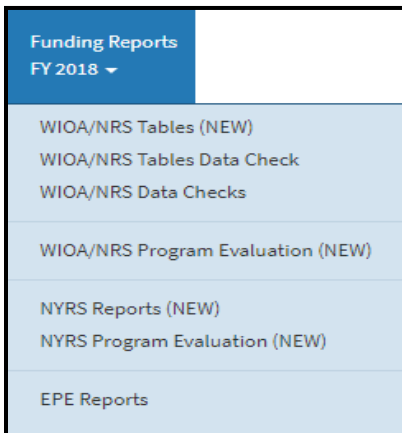 Funding Reports
FY 2018
WIOA/NRS Tables (NEW)
WIOA/NRS Tables Data Check
WIOA/NRS Data Checks
WIOA/NRS Program Evaluation (NEW)
NYRS Reports (NEW)
NYRS Program Evaluation (NEW)
EPE Reports